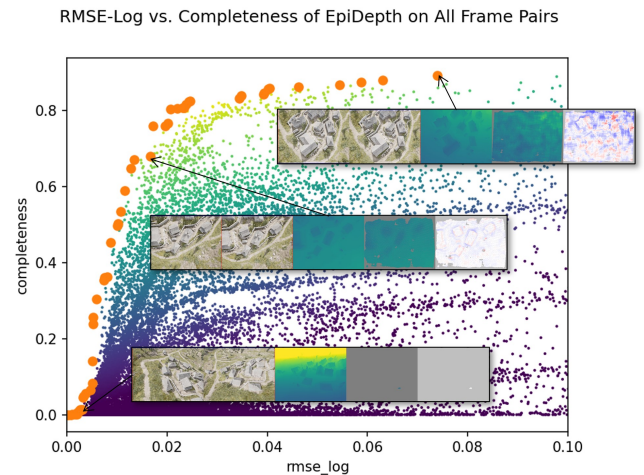 RMSE-Log vs. Completeness of EpiDepth on All Frame Pairs
completeness
0.8
0.6
0.4
0.2
0.0
0.00 0.02 0.04 0.06 0.08 0.10
rmse_log